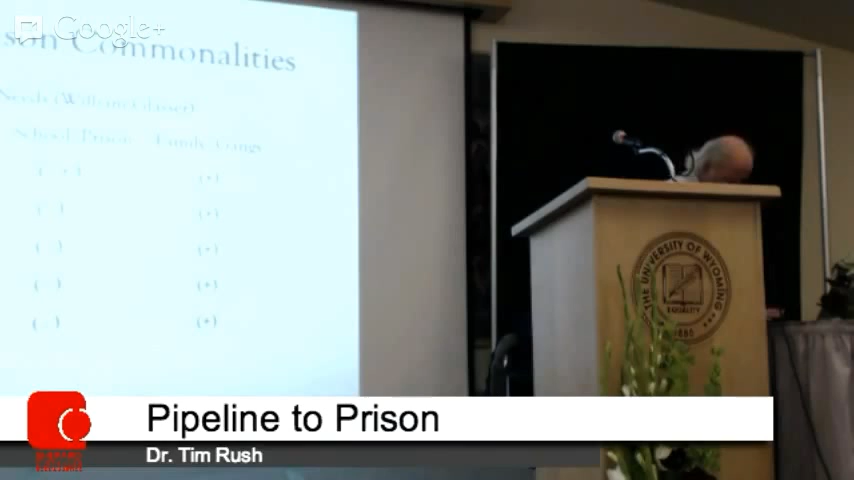 Google+
son Commonalities
Needs (William Glasser)
School/Prison Family/Gangs
(+)
(+)
(+)
(+)
(+)
THE UNIVERSITY OF WYOMING
EQUALITY
Pipeline to Prison
Dr. Tim Rush